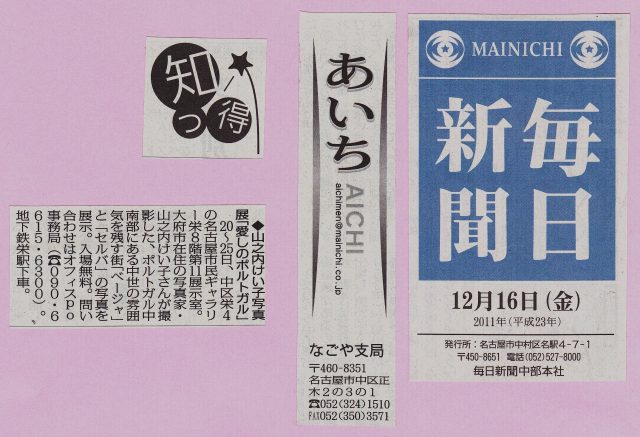 知っ得
◆山之内けい子写真
展「愛しのポルトガル」
20〜25日、中区栄4
の名古屋市民ギャラリ
ー栄8階第11展示室。
大府市在住の写真家・
山之内けい子さんが撮
影した、ポルトガル中
南部にある中世の雰囲
気を残す街「ベージャ」
と「セルバ」の写真を
展示。入場無料。問い
合わせはオフィスpo
事務局(☎090・6
615・6300)。
地下鉄栄駅下車。
あいち
AICHI
aichimen@mainichi.co.jp
なごや支局
〒460-8351
名古屋市中区正
木2の3の1
☎052(324)1510
FAX052(350)3571
MAINICHI
毎日
新聞
12月16日(金)
2011年(平成23年)
発行所:名古屋市中村区名駅4-7-1
〒450-8651 電話(052)527-8000
毎日新聞中部本社